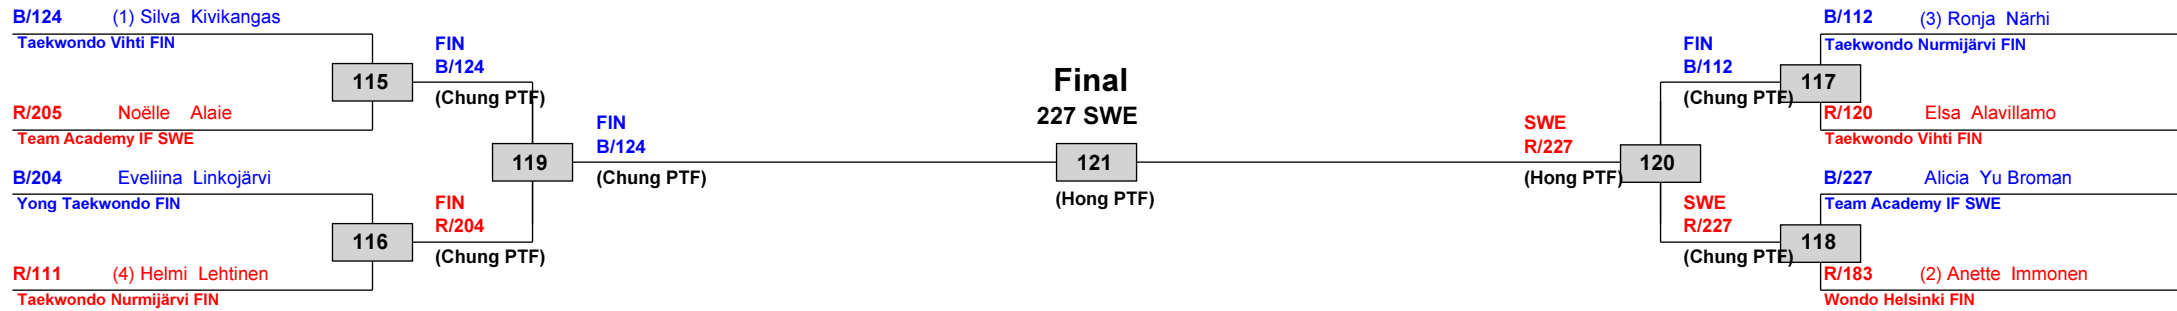 B/124 (1) Silva Kivikangas
Taekwondo Vihti FIN
115
R/205 Noëlle Alaie
Team Academy IF SWE
B/204 Eveliina Linkojärvi
Yong Taekwondo FIN
116
R/111 (4) Helmi Lehtinen
Taekwondo Nurmijärvi FIN
FIN
B/124
(Chung PTF)
119
FIN
R/204
(Chung PTF)
FIN
B/124
(Chung PTF)
Final
227 SWE
121
(Hong PTF)
SWE
R/227
(Hong PTF)
120
FIN
B/112
(Chung PTF)
SWE
R/227
(Chung PTF)
B/112 (3) Ronja Närhi
Taekwondo Nurmijärvi FIN
117
R/120 Elsa Alavillamo
Taekwondo Vihti FIN
B/227 Alicia Yu Broman
Team Academy IF SWE
118
R/183 (2) Anette Immonen
Wondo Helsinki FIN